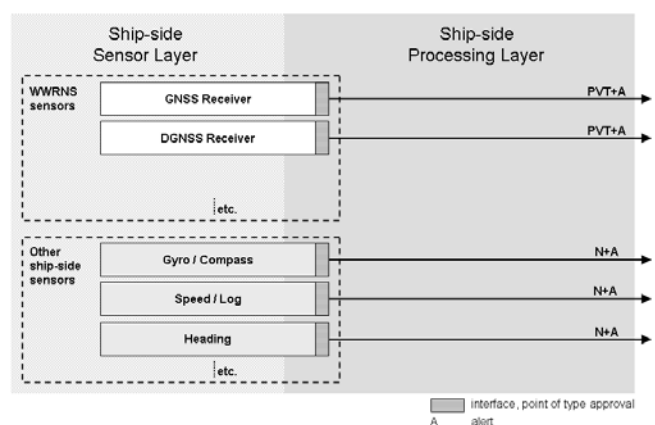 Ship-side
Sensor Layer
Ship-side
Processing Layer
WWRNS
sensors
GNSS Receiver
PVT+A
DGNSS Receiver
PVT+A
etc.
Other
ship-side
sensors
Gyro / Compass
N+A
Speed / Log
N+A
Heading
N+A
etc.
interface, point of type approval
A alert